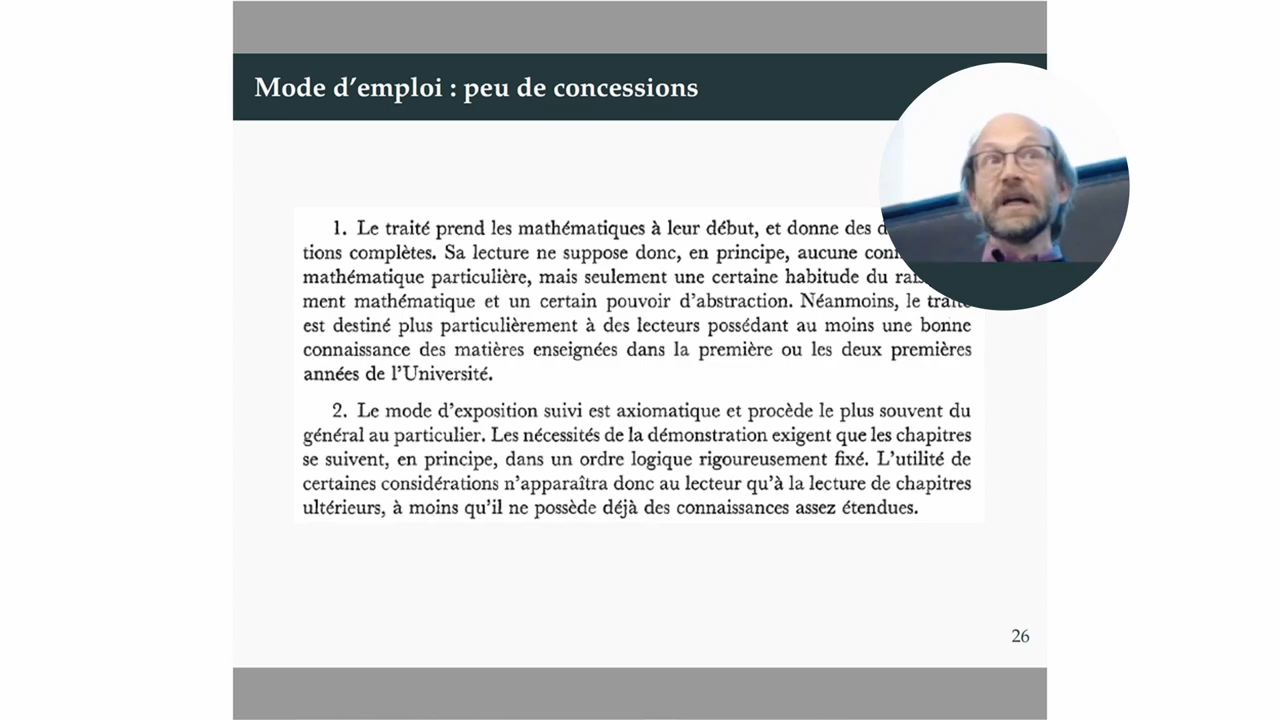 Mode d'emploi : peu de concessions
1. Le traité prend les mathématiques à leur début, et donne des
tions complètes. Sa lecture ne suppose donc, en principe, aucune
mathématique particulière, mais seulement une certaine habitude du
ment mathématique et un certain pouvoir d'abstraction. Néanmoins, le traité
est destiné plus particulièrement à des lecteurs possédant au moins une bonne
connaissance des matières enseignées dans la première ou les deux premières
années de l'Université.
2. Le mode d'exposition suivi est axiomatique et procède le plus souvent du
général au particulier. Les nécessités de la démonstration exigent que les chapitres
se suivent, en principe, dans un ordre logique rigoureusement fixé. L'utilité de
certaines considérations n'apparaîtra donc au lecteur qu'à la lecture de chapitres
ultérieurs, à moins qu'il ne possède déjà des connaissances assez étendues.
26